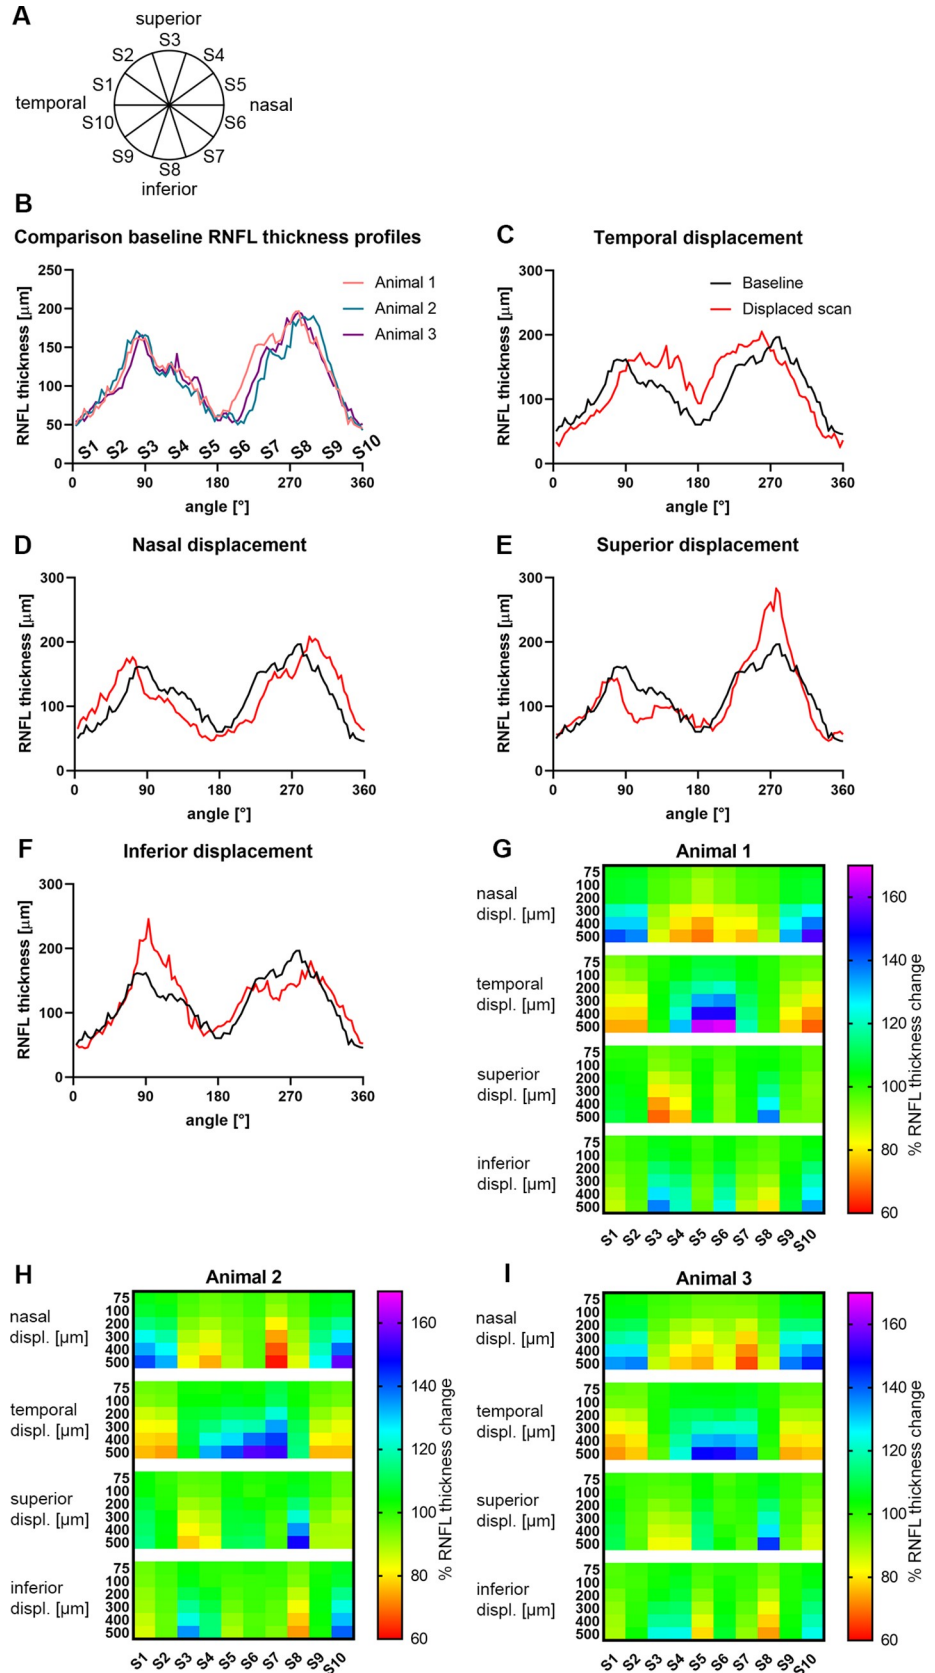 A
superior
S3
S2 S4
S1 S5
temporal nasal
S10 S6
S9 S7
S8
inferior
B
Comparison baseline RNFL thickness profiles
RNFL thickness [µm]
250
200
150
100
50
0
Animal 1
Animal 2
Animal 3
S1 S2 S3 S4 S5 S6 S7 S8 S9 S10
0 90 180 270 360
angle [°]
C
Temporal displacement
RNFL thickness [µm]
300
200
100
0
Baseline
Displaced scan
0 90 180 270 360
angle [°]
D
Nasal displacement
RNFL thickness [µm]
300
200
100
0
0 90 180 270 360
angle [°]
E
Superior displacement
RNFL thickness [µm]
300
200
100
0
0 90 180 270 360
angle [°]
F
Inferior displacement
RNFL thickness [µm]
300
200
100
0
0 90 180 270 360
angle [°]
G
Animal 1
nasal
displ. [µm]
75
100
200
300
400
500
temporal
displ. [µm]
75
100
200
300
400
500
superior
displ. [µm]
75
100
200
300
400
500
inferior
displ. [µm]
75
100
200
300
400
500
S1 S2 S3 S4 S5 S6 S7 S8 S9 S10
160
140
120
100
80
60
% RNFL thickness change
H
Animal 2
nasal
displ. [µm]
75
100
200
300
400
500
temporal
displ. [µm]
75
100
200
300
400
500
superior
displ. [µm]
75
100
200
300
400
500
inferior
displ. [µm]
75
100
200
300
400
500
S1 S2 S3 S4 S5 S6 S7 S8 S9 S10
160
140
120
100
80
60
% RNFL thickness change
I
Animal 3
nasal
displ. [µm]
75
100
200
300
400
500
temporal
displ. [µm]
75
100
200
300
400
500
superior
displ. [µm]
75
100
200
300
400
500
inferior
displ. [µm]
75
100
200
300
400
500
S1 S2 S3 S4 S5 S6 S7 S8 S9 S10
160
140
120
100
80
60
% RNFL thickness change